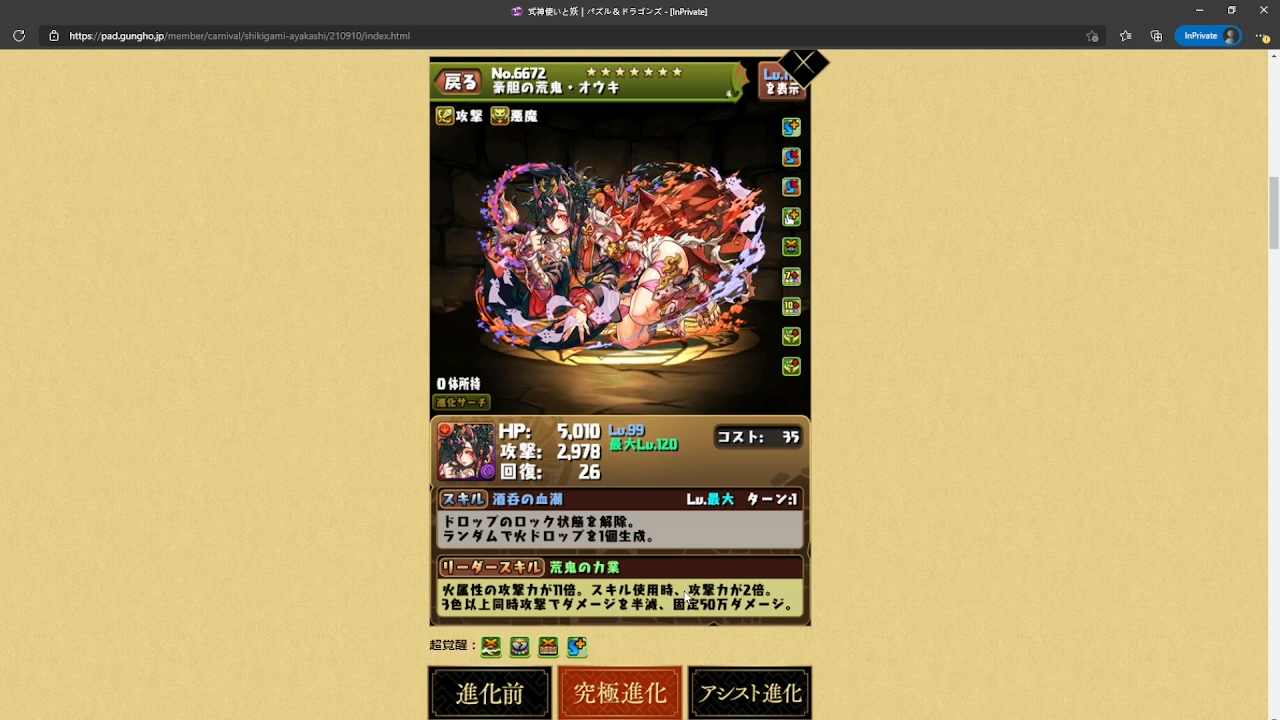 式神使いと妖 | パズル & ドラゴンズ - [InPrivate]
https://pad.gungho.jp/member/carnival/shikigami-ayakashi/210910/index.html
InPrivate
戻る
No.6672 ★★★★★★★
豪胆の荒鬼・オウキ
を表示
攻撃 悪魔
0体所持
進化サーチ
HP: 5,010 Lv.99
最大Lv.120
攻撃: 2,978
回復: 26
コスト: 35
スキル 酒呑の血潮 Lv.最大 ターン:1
ドロップのロック状態を解除。
ランダムで火ドロップを1個生成。
リーダースキル 荒鬼の力業
火属性の攻撃力が11倍。スキル使用時、攻撃力が2倍。
3色以上同時攻撃でダメージを半減、固定50万ダメージ。
超覚醒：
進化前 究極進化 アシスト進化